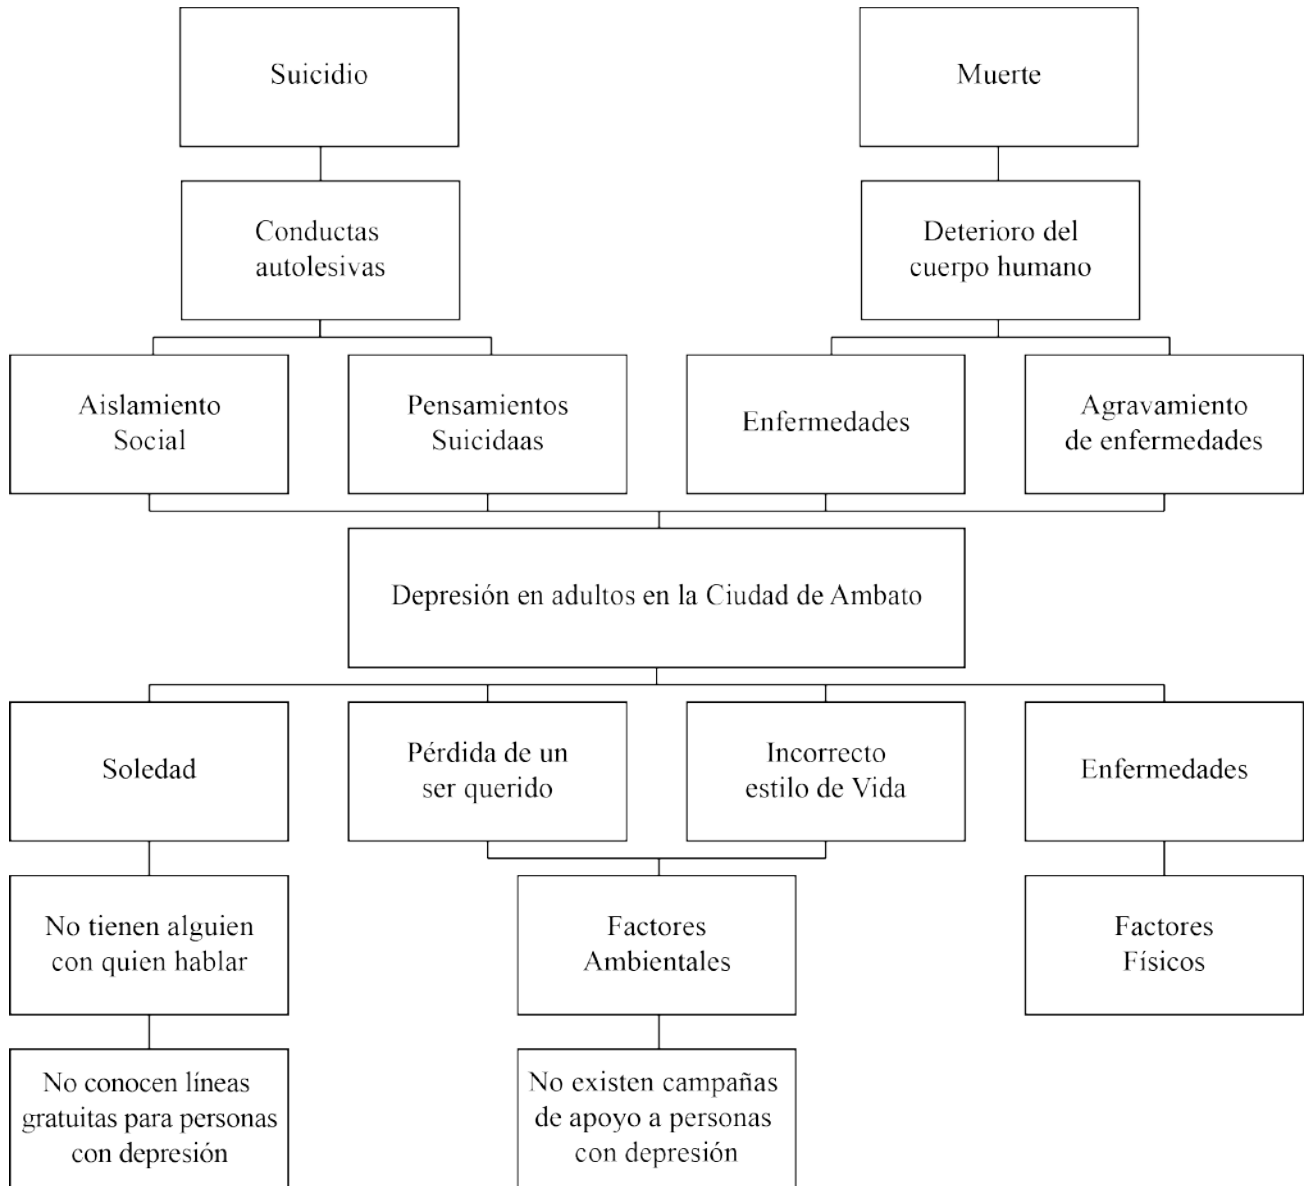 Suicidio
Muerte
Conductas
autolesivas
Deterioro del
cuerpo humano
Aislamiento
Social
Pensamientos
Suicidaas
Enfermedades
Agravamiento
de enfermedades
Depresión en adultos en la Ciudad de Ambato
Soledad
Pérdida de un
ser querido
Incorrecto
estilo de Vida
Enfermedades
No tienen alguien
con quien hablar
Factores
Ambientales
Factores
Físicos
No conocen líneas
gratuitas para personas
con depresión
No existen campañas
de apoyo a personas
con depresión